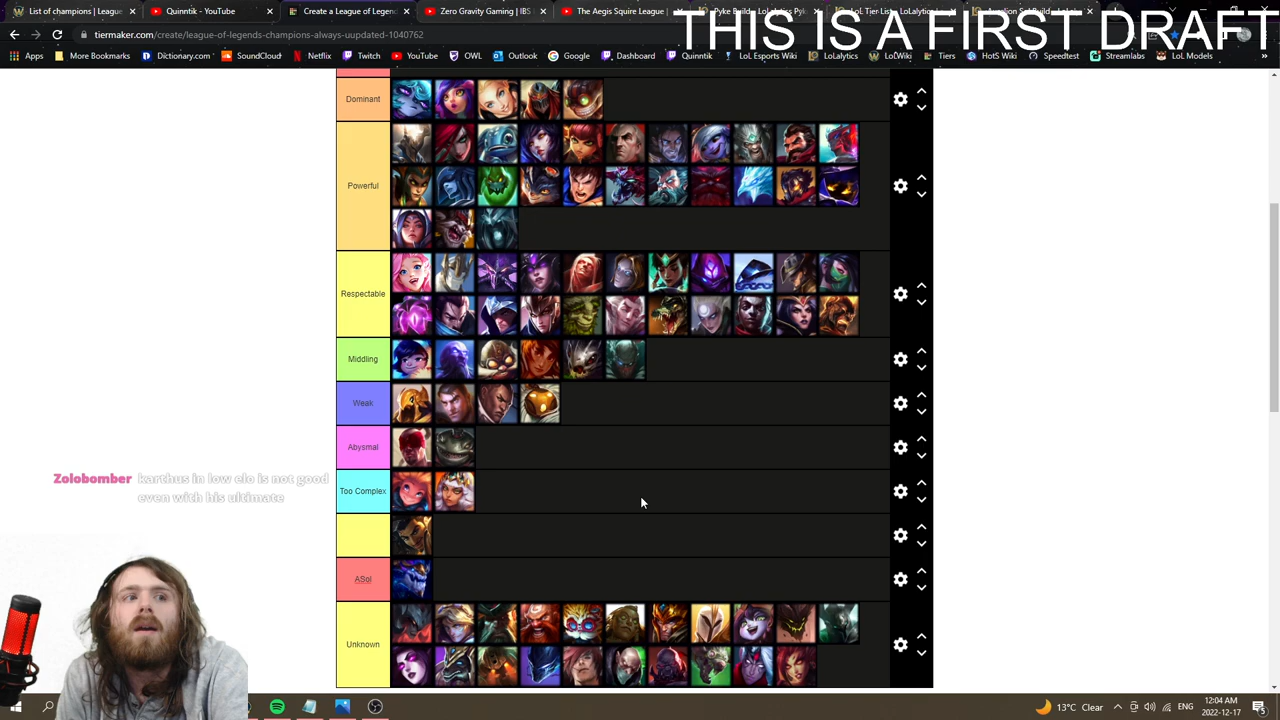 List of champions (League
Quinntik - YouTube
Create a League of Legends
Zero Gravity Gaming | IBS
The Aegis Squire League
THIS IS A FIRST DRAFT
tiermaker.com/create/league-of-legends-champions-always-uupdated-1040762
Apps
More Bookmarks
Dictionary.com
SoundCloud
Netflix
Twitch
YouTube
OWL
Outlook
Google
Dashboard
Quinntik
LoL Esports Wiki
LoLalytics
LoLWiki
Tiers
HotS Wiki
Speedtest
Streamlabs
LoL Models
Dominant
Powerful
Respectable
Middling
Weak
Abysmal
Zolobomber karthus in low elo is not good
even with his ultimate
Too Complex
ASol
Unknown
13°C Clear
ENG
12:04 AM
2022-12-17
5